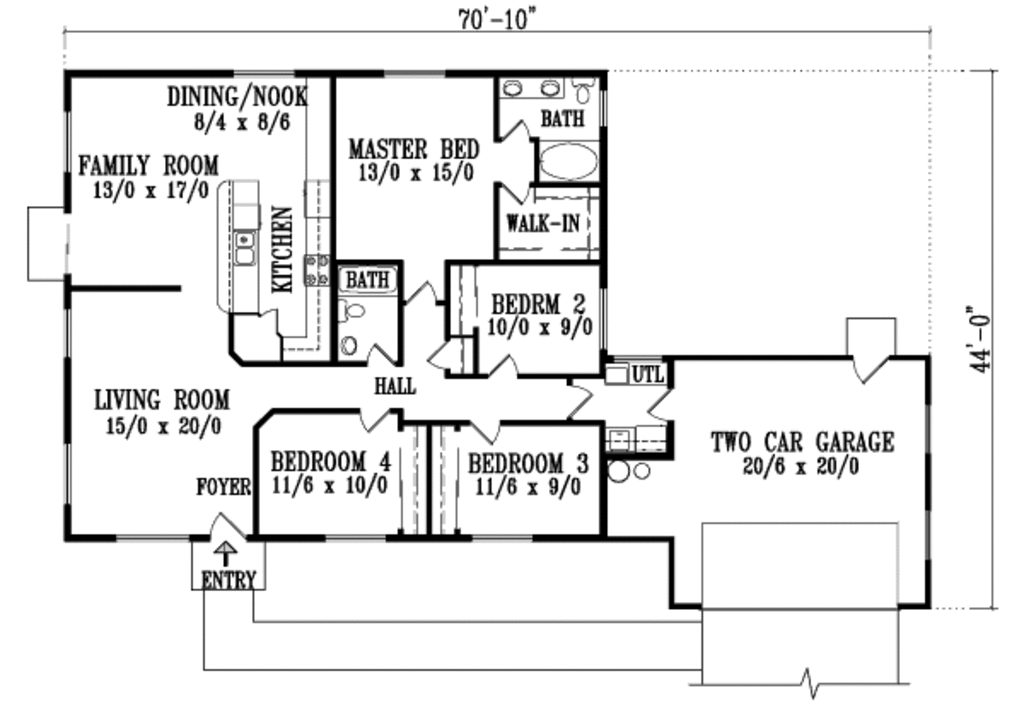 70'-10"
DINING/NOOK
8/4 x 8/6
FAMILY ROOM
13/0 x 17/0
MASTER BED
13/0 x 15/0
BATH
WALK-IN
KITCHEN
BATH
BEDRM 2
10/0 x 9/0
44'-0"
HALL
UTL
LIVING ROOM
15/0 x 20/0
TWO CAR GARAGE
20/6 x 20/0
BEDROOM 4
11/6 x 10/0
BEDROOM 3
11/6 x 9/0
FOYER
ENTRY